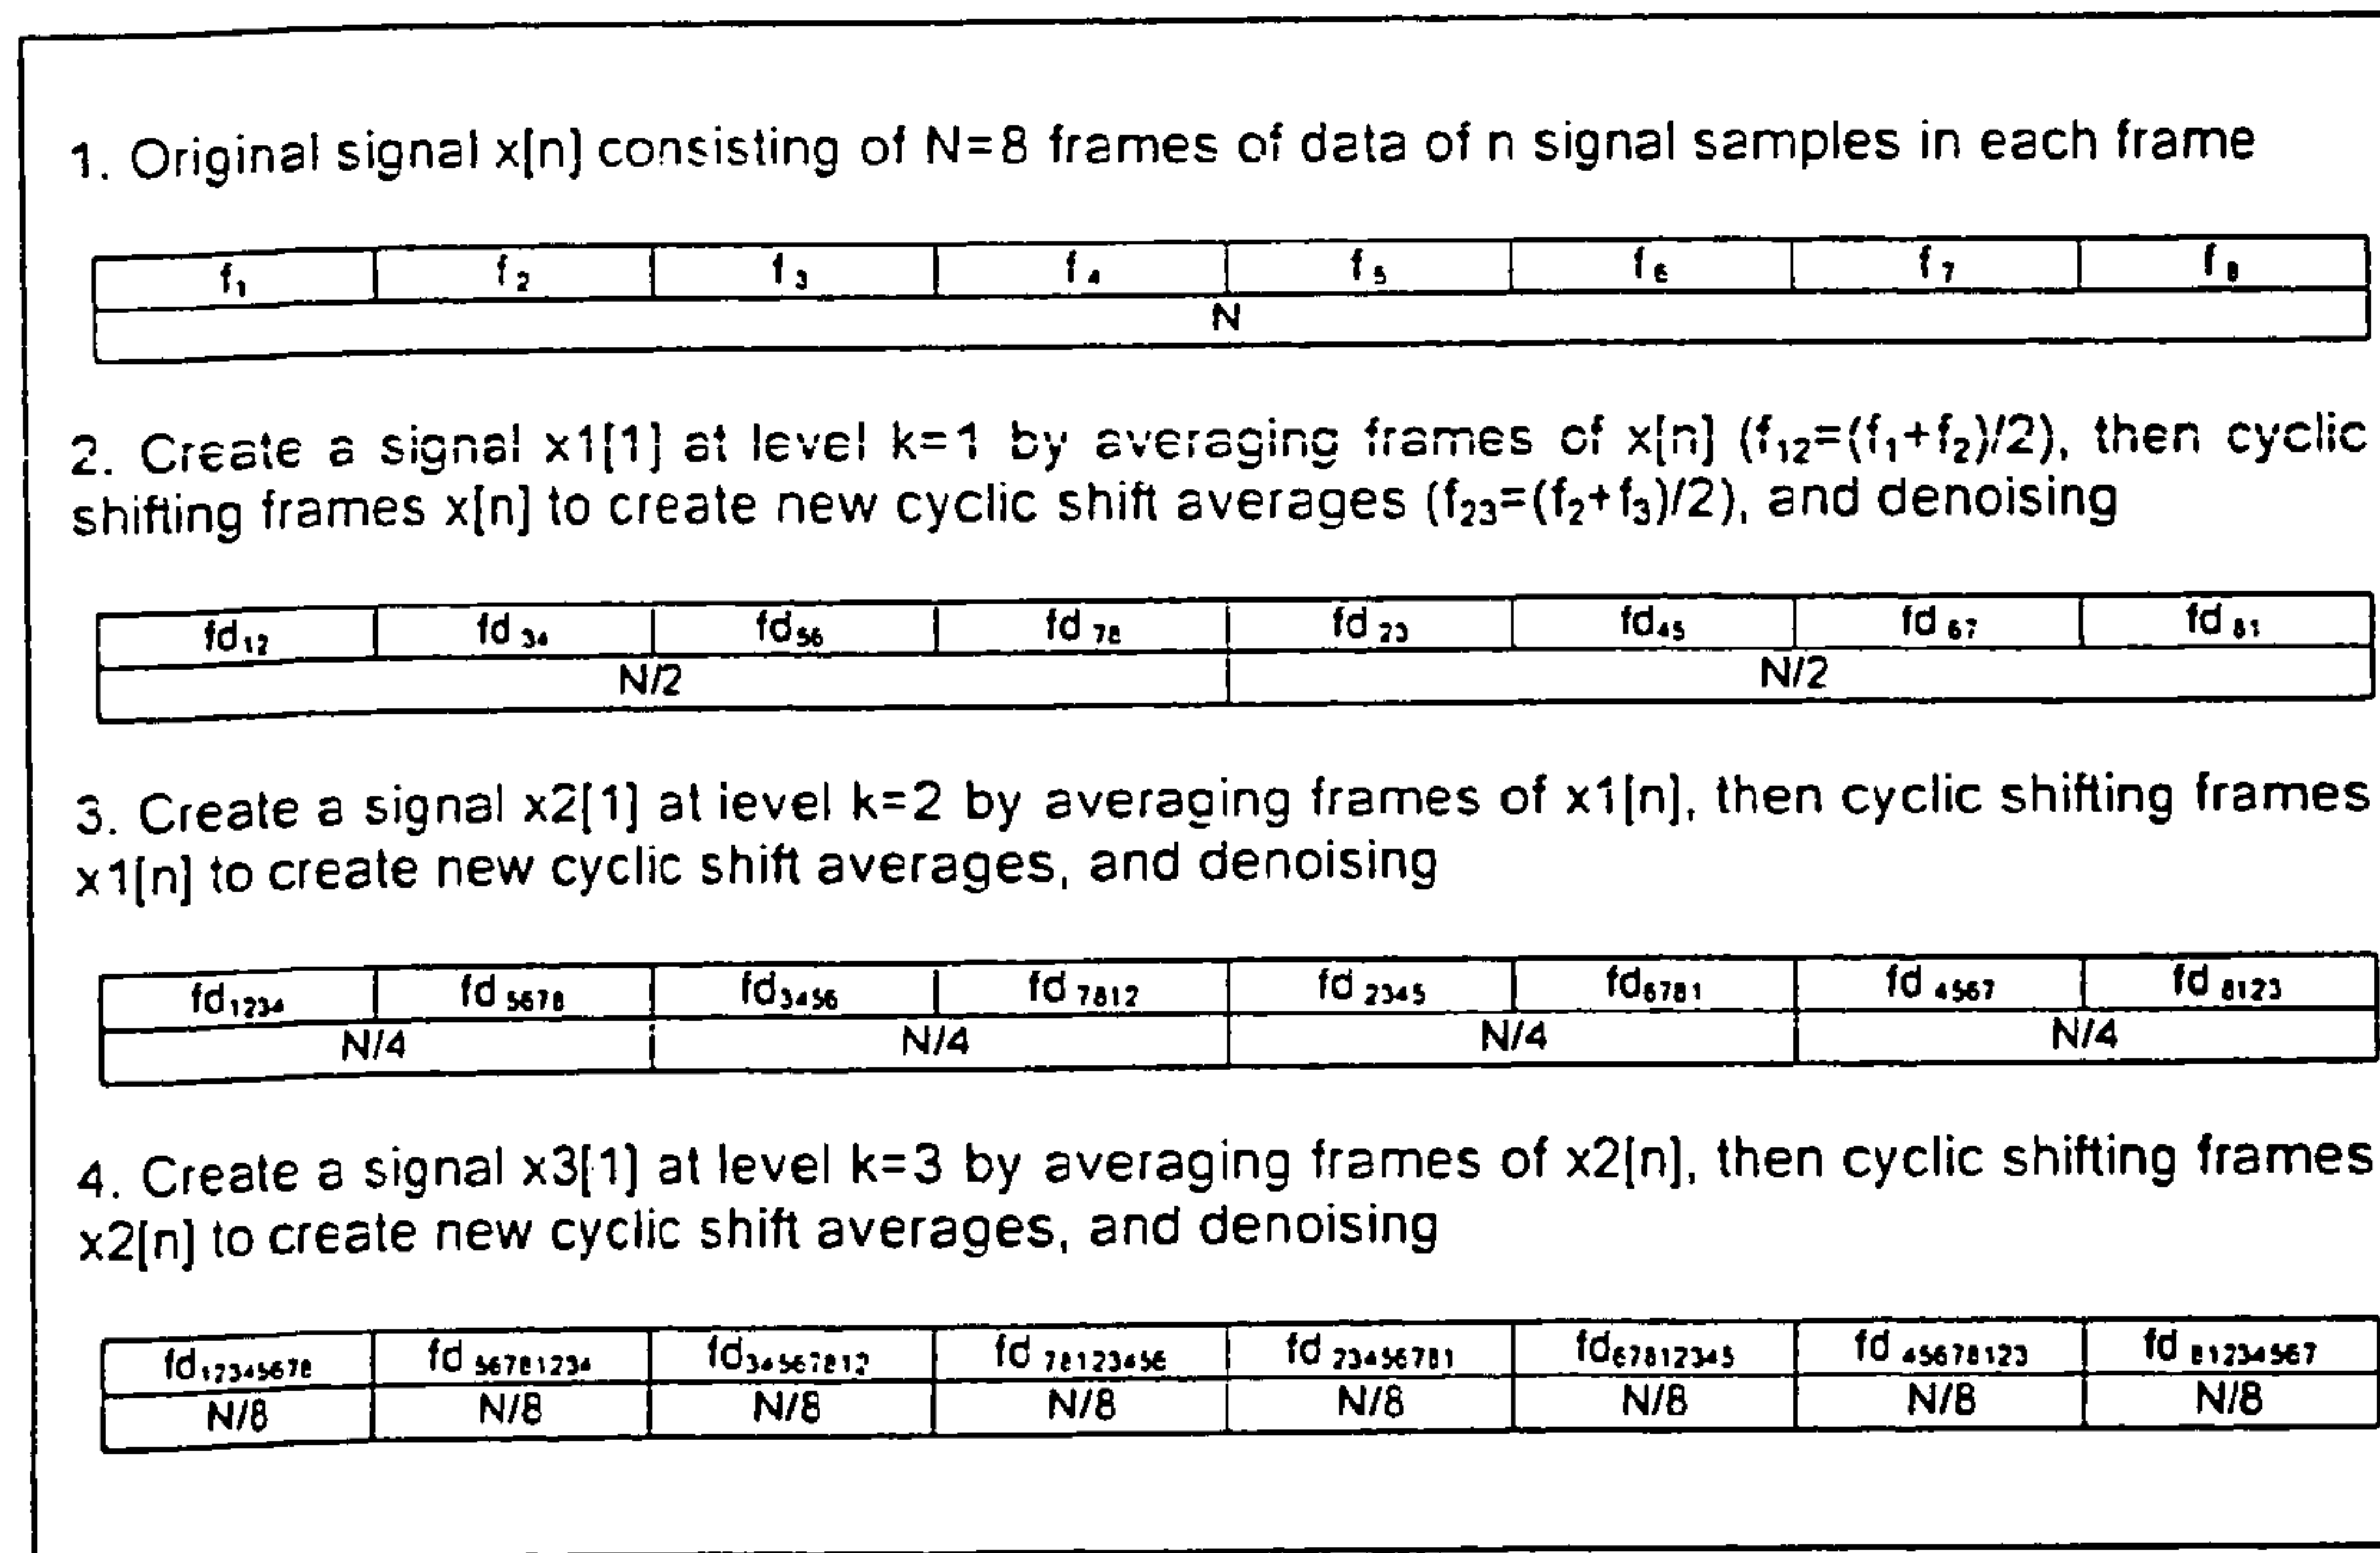 1. Original signal x[n] consisting of N=8 frames of data of n signal samples in each frame
f₁ f₂ f₃ f₄ f₅ f₆ f₇ f₈
N
2. Create a signal x1[1] at level k=1 by averaging frames of x[n] (f₁₂=(f₁+f₂)/2), then cyclic
shifting frames x[n] to create new cyclic shift averages (f₂₃=(f₂+f₃)/2), and denoising
fd₁₂ fd₃₄ fd₅₆ fd₇₈ fd₂₃ fd₄₅ fd₆₇ fd₈₁
N/2 N/2
3. Create a signal x2[1] at level k=2 by averaging frames of x1[n], then cyclic shifting frames
x1[n] to create new cyclic shift averages, and denoising
fd₁₂₃₄ fd₅₆₇₈ fd₃₄₅₆ fd₇₈₁₂ fd₂₃₄₅ fd₆₇₈₁ fd₄₅₆₇ fd₈₁₂₃
N/4 N/4 N/4 N/4
4. Create a signal x3[1] at level k=3 by averaging frames of x2[n], then cyclic shifting frames
x2[n] to create new cyclic shift averages, and denoising
fd₁₂₃₄₅₆₇₈ fd₅₆₇₈₁₂₃₄ fd₃₄₅₆₇₈₁₂ fd₇₈₁₂₃₄₅₆ fd₂₃₄₅₆₇₈₁ fd₆₇₈₁₂₃₄₅ fd₄₅₆₇₈₁₂₃ fd₈₁₂₃₄₅₆₇
N/8 N/8 N/8 N/8 N/8 N/8 N/8 N/8